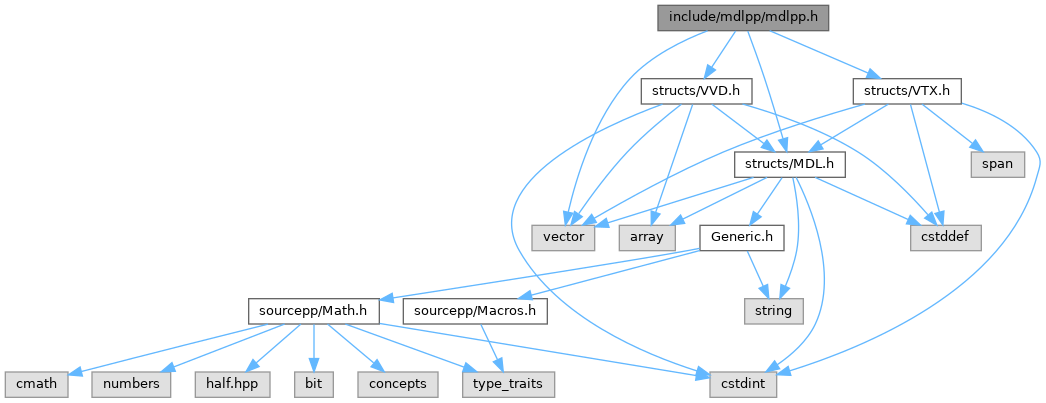 include/mdlpp/mdlpp.h
structs/VVD.h
structs/VTX.h
structs/MDL.h
span
vector
array
Generic.h
cstddef
sourcepp/Math.h
sourcepp/Macros.h
string
cmath
numbers
half.hpp
bit
concepts
type_traits
cstdint